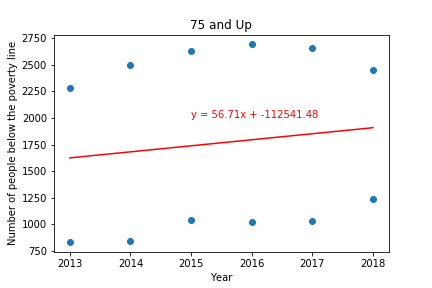 75 and Up
Number of people below the poverty line
2750
2500
2250
2000
1750
1500
1250
1000
750
y = 56.71x + -112541.48
2013 2014 2015 2016 2017 2018
Year